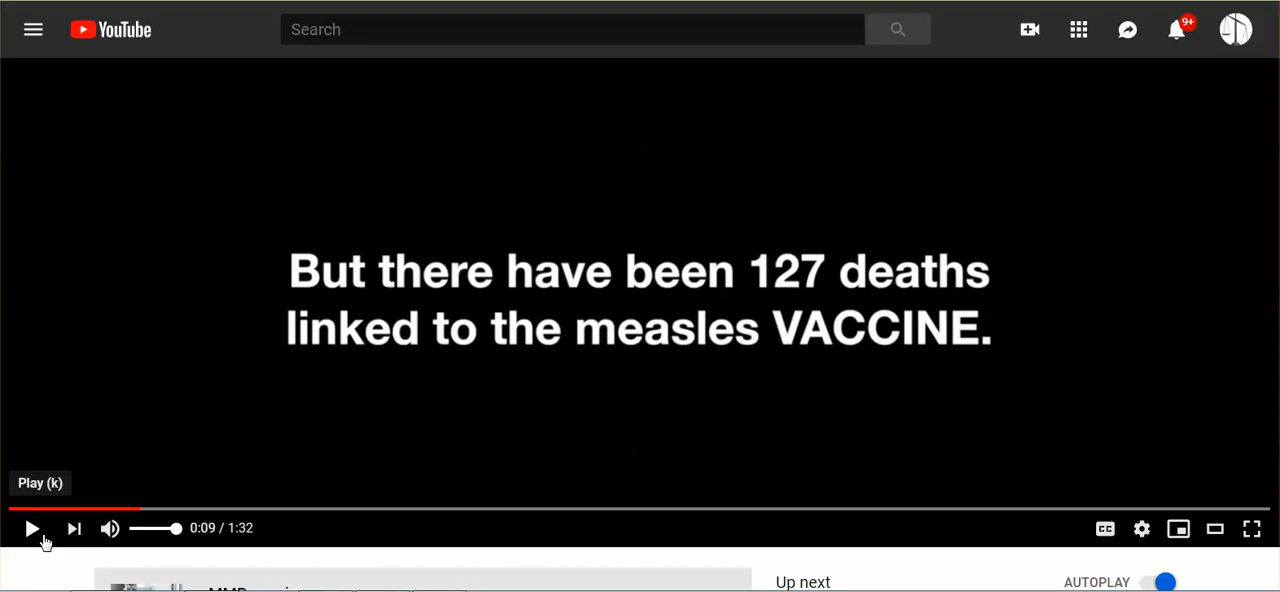 YouTube
Search
9+
But there have been 127 deaths
linked to the measles VACCINE.
Play (k)
0:09 / 1:32
CC
Up next
AUTOPLAY